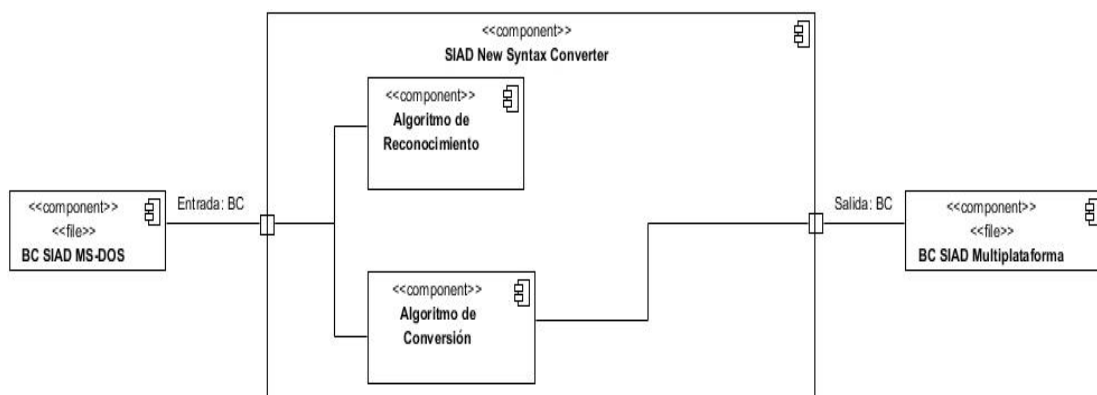 <<component>>
SIAD New Syntax Converter
<<component>>
Algoritmo de
Reconocimiento
<<component>>
<<file>>
BC SIAD MS-DOS
Entrada: BC
<<component>>
Algoritmo de
Conversión
Salida: BC
<<component>>
<<file>>
BC SIAD Multiplataforma